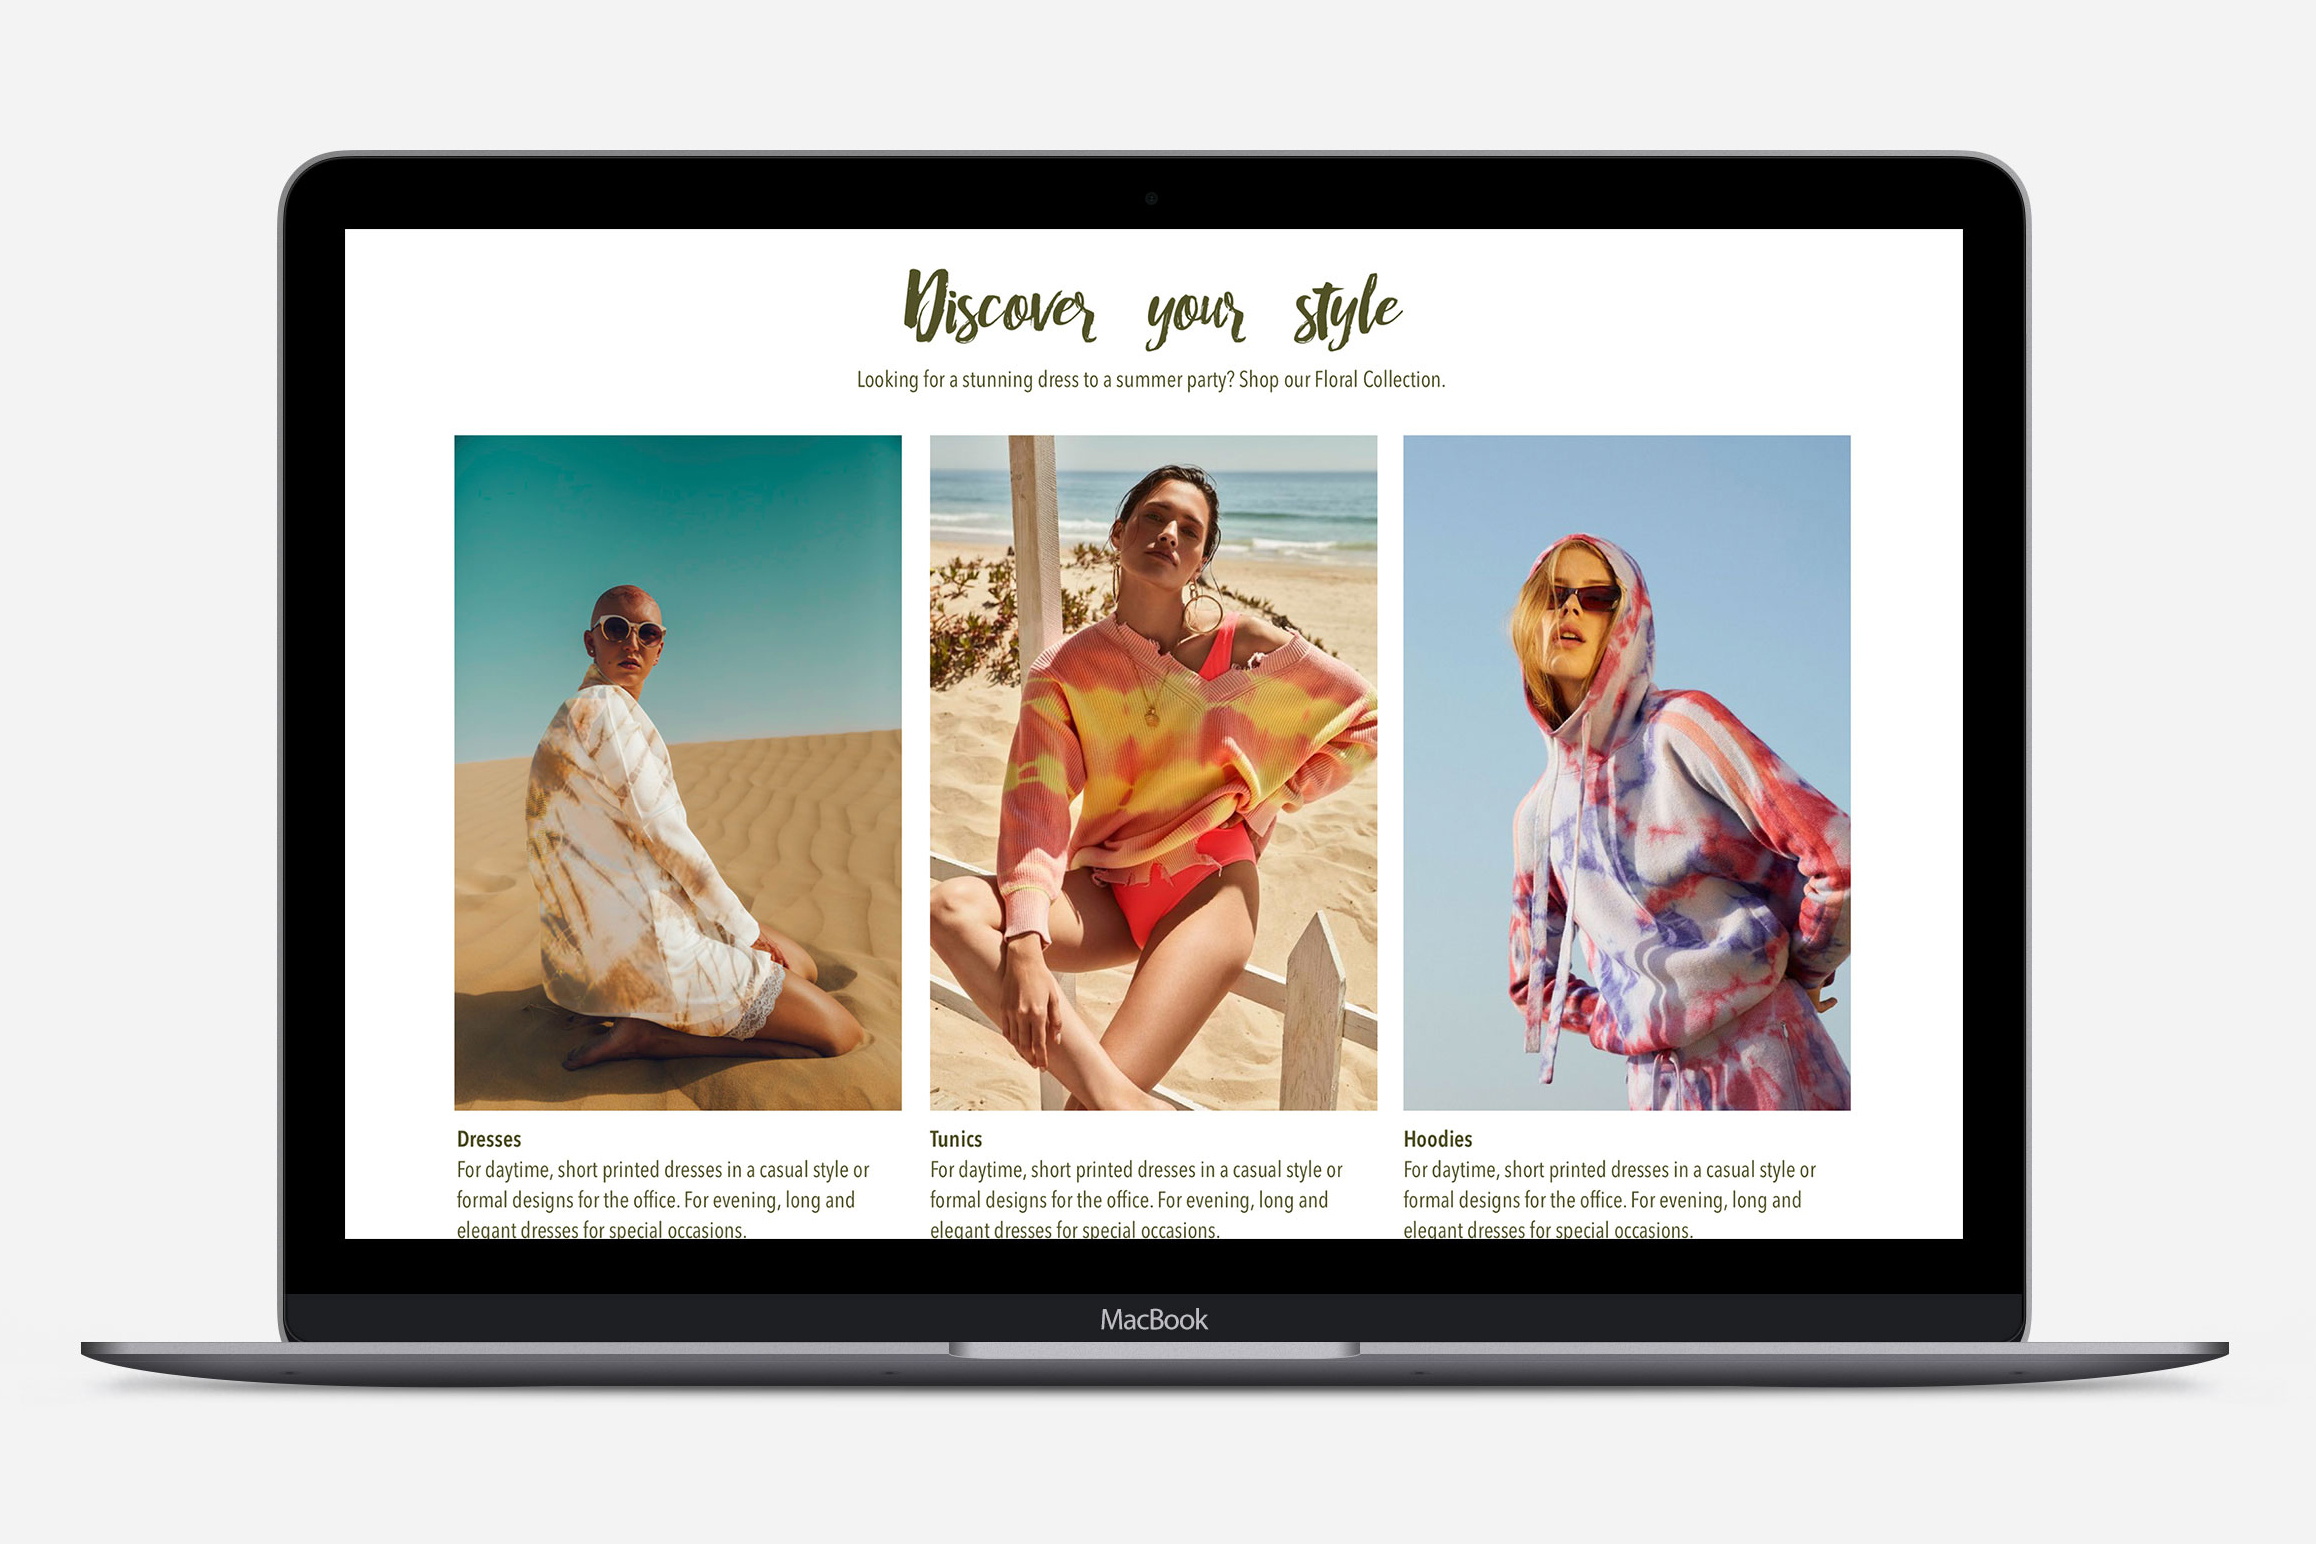 Discover your style
Looking for a stunning dress to a summer party? Shop our Floral Collection.
Dresses
For daytime, short printed dresses in a casual style or
formal designs for the office. For evening, long and
elegant dresses for special occasions.
Tunics
For daytime, short printed dresses in a casual style or
formal designs for the office. For evening, long and
elegant dresses for special occasions.
Hoodies
For daytime, short printed dresses in a casual style or
formal designs for the office. For evening, long and
elegant dresses for special occasions.
MacBook